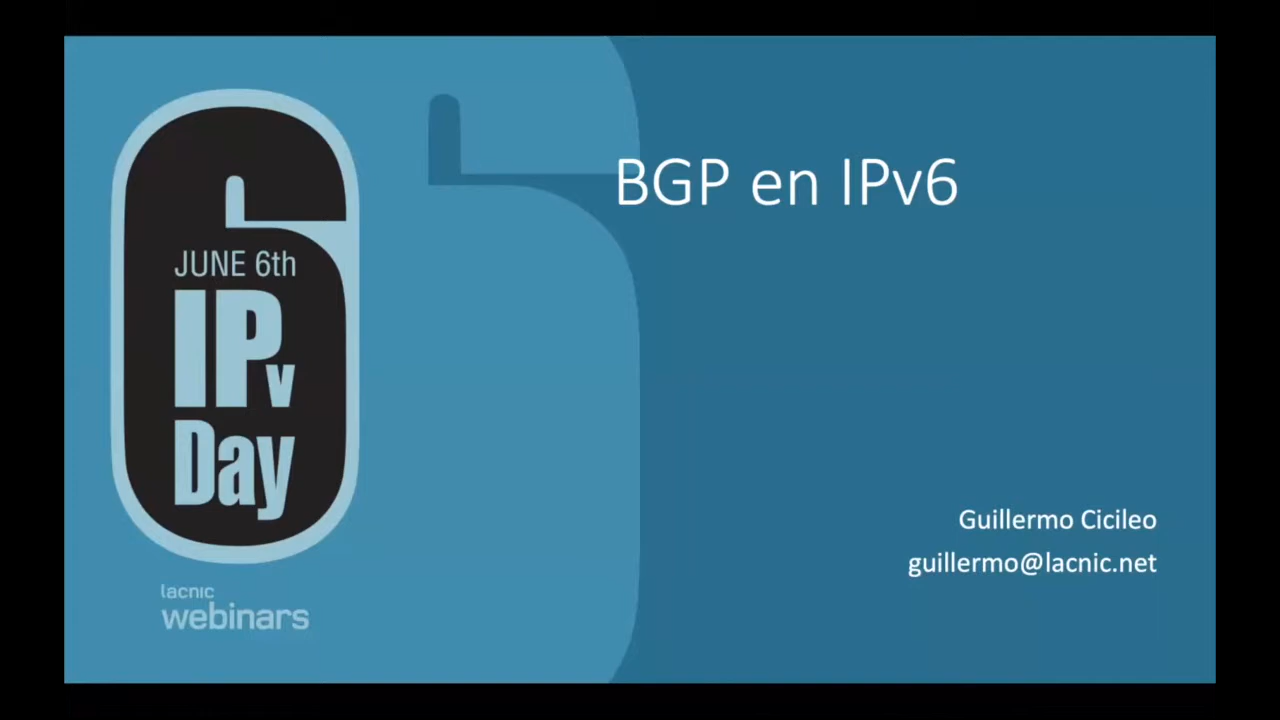 BGP en IPv6
JUNE 6th
IPv
Day
Guillermo Cicileo
guillermo@lacnic.net
lacnic
webinars